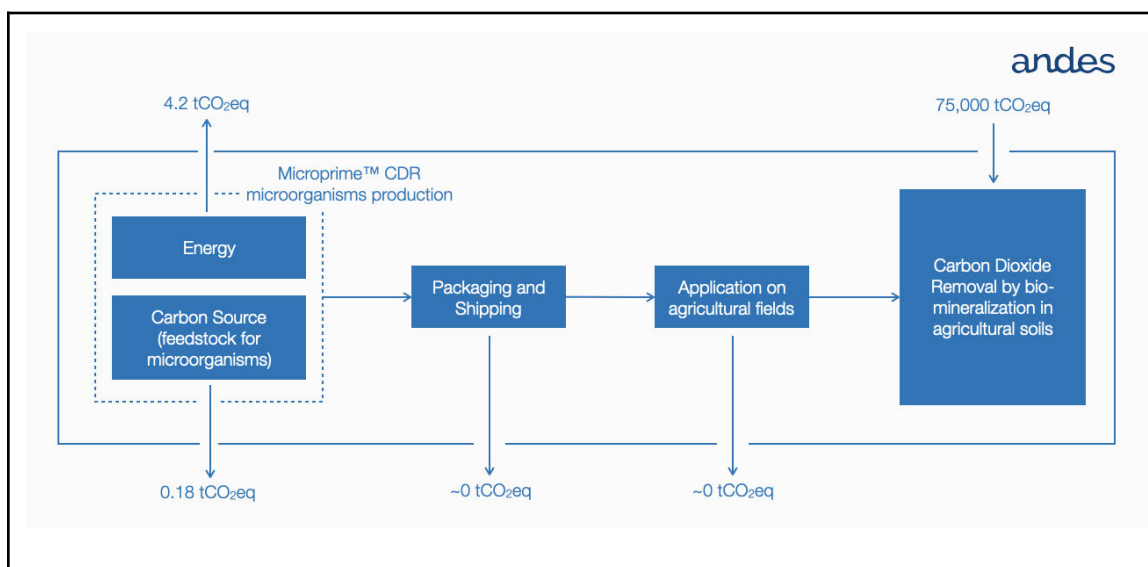 andes
4.2 tCO₂eq
75,000 tCO₂eq
Microprime™ CDR
microorganisms production
Energy
Carbon Source
(feedstock for
microorganisms)
Packaging and
Shipping
Application on
agricultural fields
Carbon Dioxide
Removal by bio-
mineralization in
agricultural soils
0.18 tCO₂eq
~0 tCO₂eq
~0 tCO₂eq